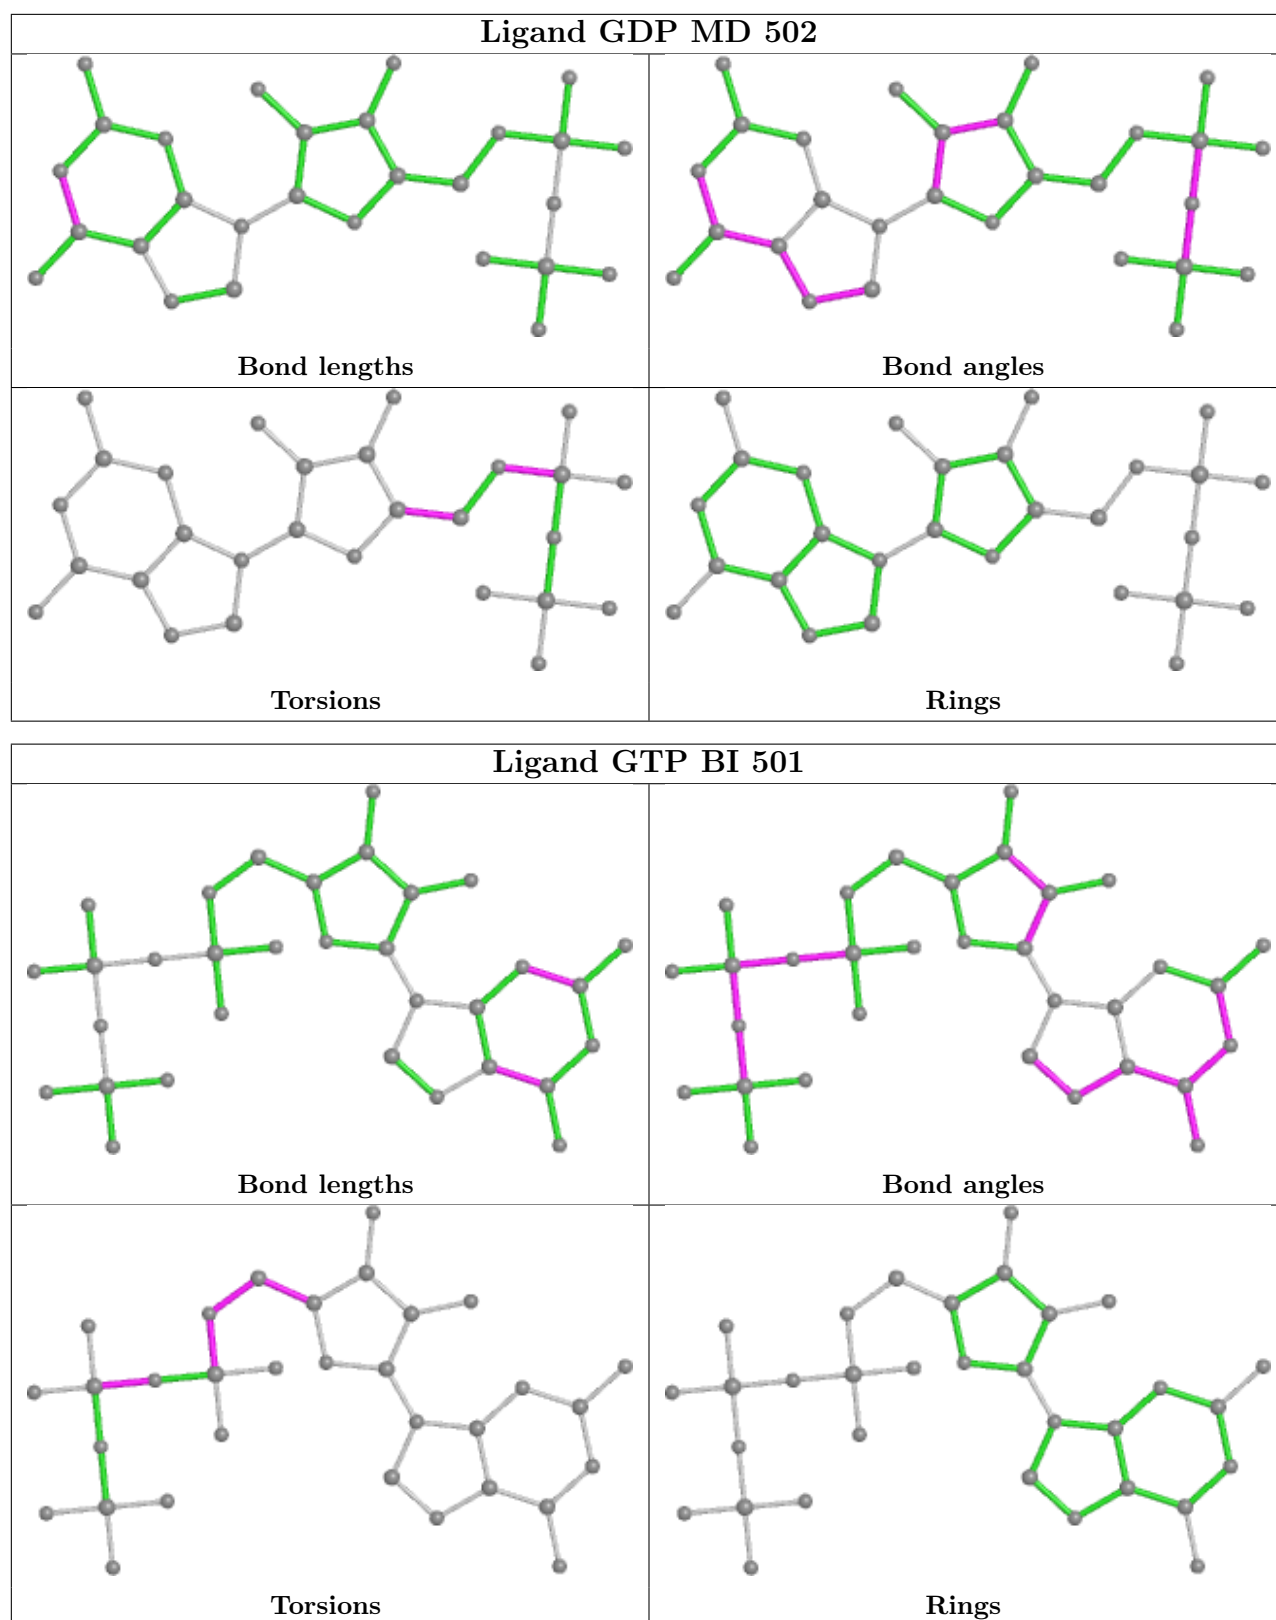 Ligand GDP MD 502
Bond lengths
Bond angles
Torsions
Rings
Ligand GTP BI 501
Bond lengths
Bond angles
Torsions
Rings